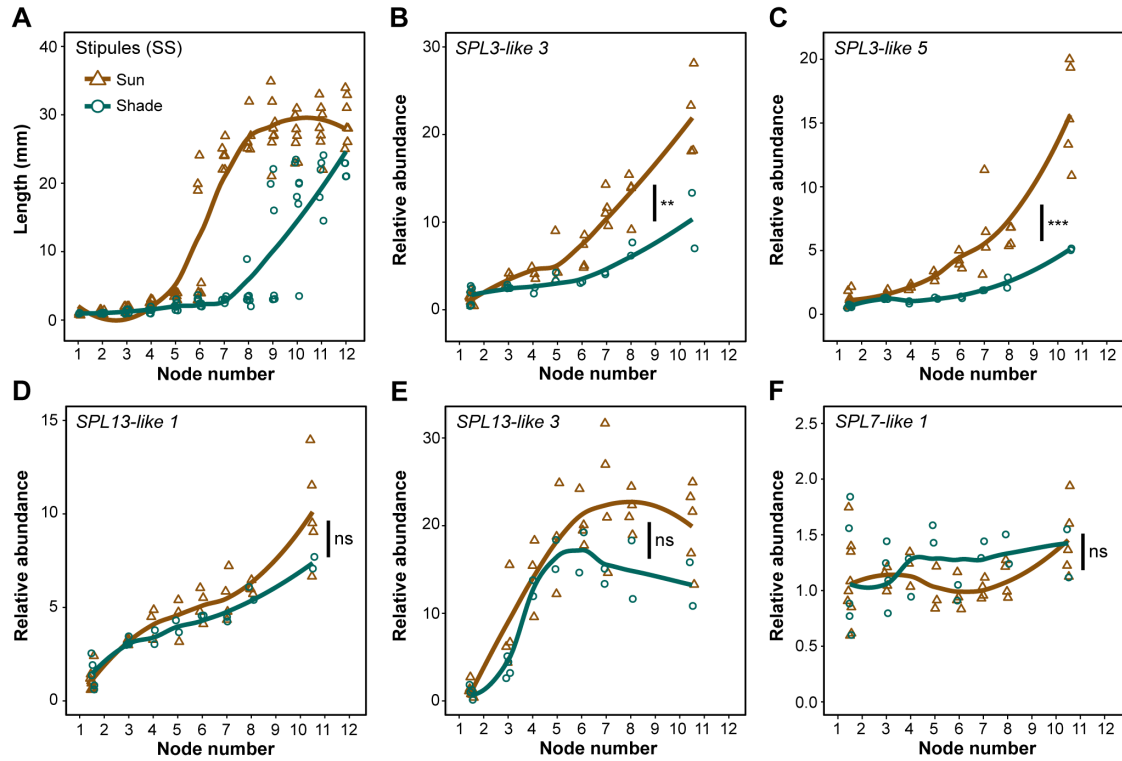 A
Stipules (SS)
Sun
Shade
Length (mm)
40
30
20
10
0
1 2 3 4 5 6 7 8 9 10 11 12
Node number
B
SPL3-like 3
Relative abundance
30
20
10
0
**
1 2 3 4 5 6 7 8 9 10 11 12
Node number
C
SPL3-like 5
Relative abundance
20
15
10
5
0
***
1 2 3 4 5 6 7 8 9 10 11 12
Node number
D
SPL13-like 1
Relative abundance
15
10
5
0
ns
1 2 3 4 5 6 7 8 9 10 11 12
Node number
E
SPL13-like 3
Relative abundance
30
20
10
0
ns
1 2 3 4 5 6 7 8 9 10 11 12
Node number
F
SPL7-like 1
Relative abundance
2.5
2.0
1.5
1.0
0.5
0.0
ns
1 2 3 4 5 6 7 8 9 10 11 12
Node number